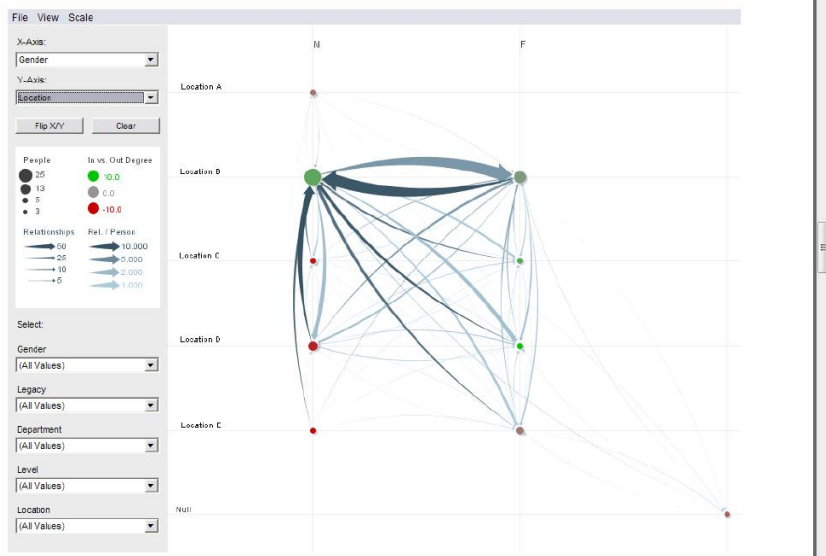 File View Scale
X-Axis:
Gender
Y-Axis:
Location
Flip X/Y Clear
People In vs. Out Degree
25 10.0
13 0.0
5 -10.0
3
Relationships Rel. / Person
50 10.000
25 5.000
10 2.000
5 1.000
Select:
Gender
(All Values)
Legacy
(All Values)
Department
(All Values)
Level
(All Values)
Location
(All Values)
M F
Location A
Location B
Location C
Location D
Location E
Null